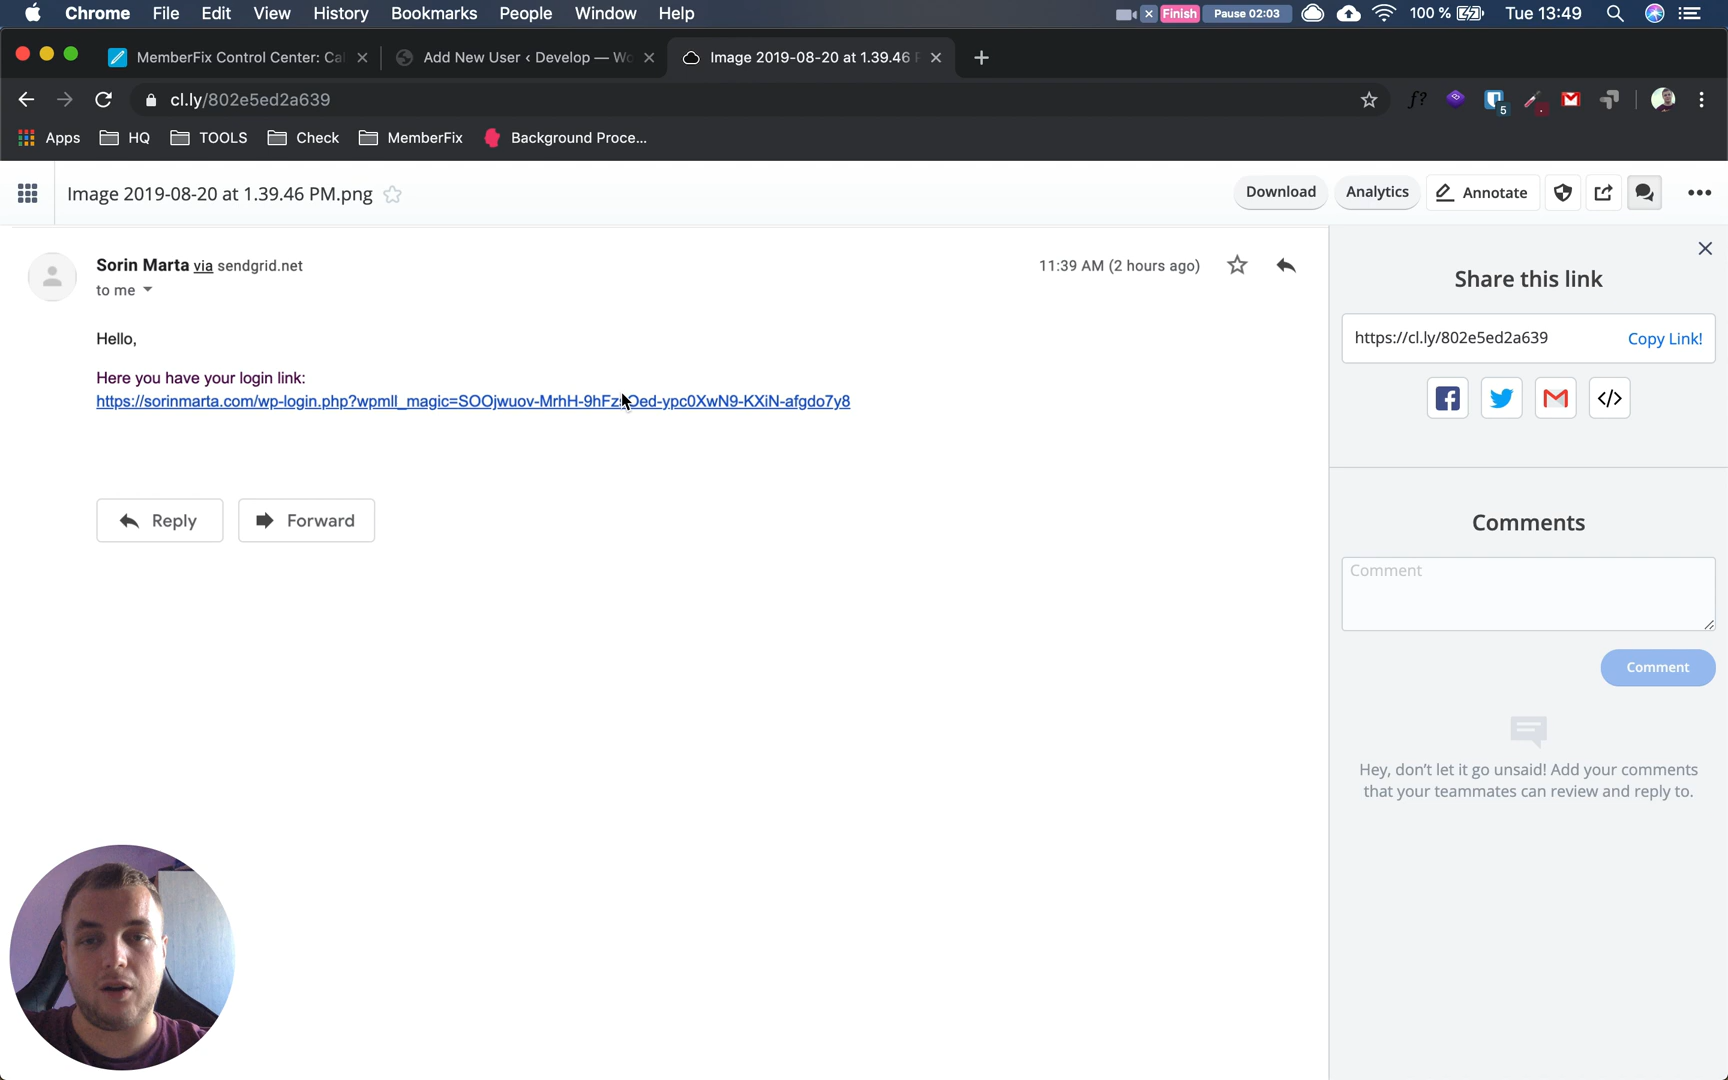 Chrome File Edit View History Bookmarks People Window Help Finish Pause 02:03 100 % Tue 13:49
MemberFix Control Center: Ca Add New User ‹ Develop — Wo Image 2019-08-20 at 1.39.46 P
cl.ly/802e5ed2a639 f? 5
Apps HQ TOOLS Check MemberFix Background Proce...
Image 2019-08-20 at 1.39.46 PM.png Download Analytics Annotate
Sorin Marta via sendgrid.net 11:39 AM (2 hours ago)
to me
Hello,
Here you have your login link:
https://sorinmarta.com/wp-login.php?wpmll_magic=SOOjwuov-MrhH-9hFz Oed-ypc0XwN9-KXiN-afgdo7y8
Reply Forward
Share this link
https://cl.ly/802e5ed2a639 Copy Link!
Comments
Comment
Comment
Hey, don't let it go unsaid! Add your comments
that your teammates can review and reply to.